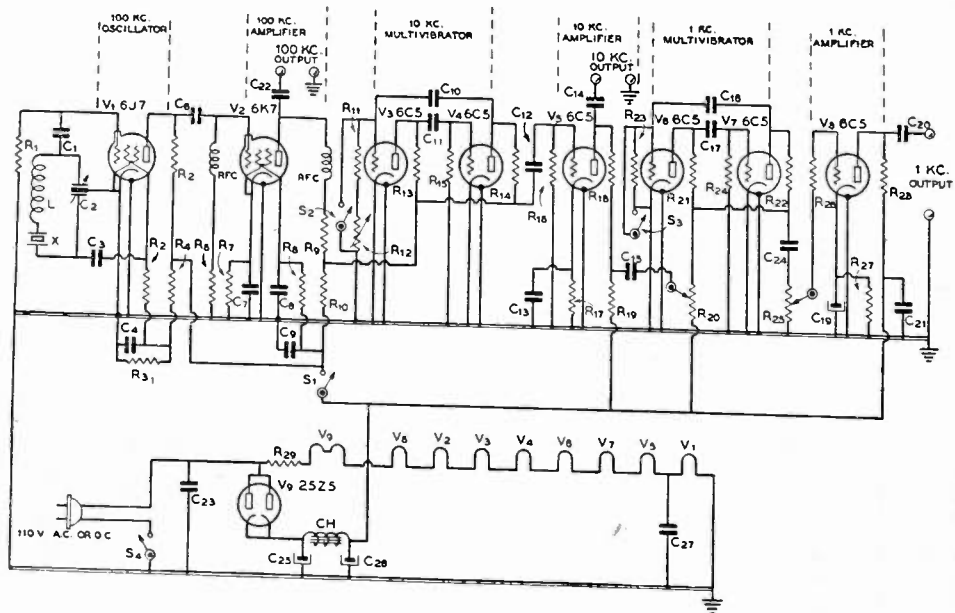 100 KC. OSCILLATOR
100 KC. AMPLIFIER
10 KC. MULTIVIBRATOR
10 KC. AMPLIFIER
1 KC. MULTIVIBRATOR
1 KC. AMPLIFIER
100 KC. OUTPUT
10 KC. OUTPUT
V1 6J7
C6
V2 6K7
C22
R11
V3 6C5
C10
C11
V4 6C5
C12
V5 6C5
C14
R23
V6 6C5
C16
C17
V7 6C5
V8 6C5
C20
R1
C1
R2
RFC
RFC
R13
R15
R14
R18
R16
R21
R24
R22
R26
R28
1 KC. OUTPUT
L
C2
S2
S3
X
C3
R2
R4
R6
R7
R8
R9
R12
C15
C24
R27
C7
C8
R10
C13
R17
R19
R20
R25
C19
C21
C4
C9
R31
S1
V9
V8
V2
V3
V4
V6
V7
V5
V1
R29
C23
V9 25Z5
110 V A.C. OR D C
CH
S4
C25
C26
C27